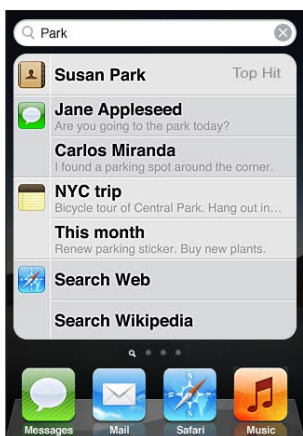 Park
Susan Park Top Hit
Jane Appleseed
Are you going to the park today?
Carlos Miranda
I found a parking spot around the corner.
NYC trip
Bicycle tour of Central Park. Hang out in...
This month
Renew parking sticker. Buy new plants.
Search Web
Search Wikipedia
Messages Mail Safari Music